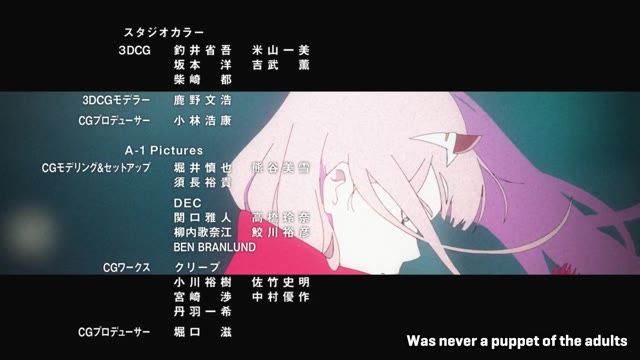 スタジオカラー
3DCG 釣井省吾 米山一美
坂本 洋 吉武 薫
柴崎 都
3DCGモデラー 鹿野文浩
CGプロデューサー 小林浩康
A-1 Pictures
CGモデリング&セットアップ 堀井慎也 熊谷美雪
須長裕貴
DEC
関口雅人 高橋玲奈
柳内歌奈江 鮫川裕彦
BEN BRANLUND
CGワークス クリープ
小川裕樹 佐竹史明
宮崎 渉 中村優作
丹羽一希
CGプロデューサー 堀口 滋
Was never a puppet of the adults